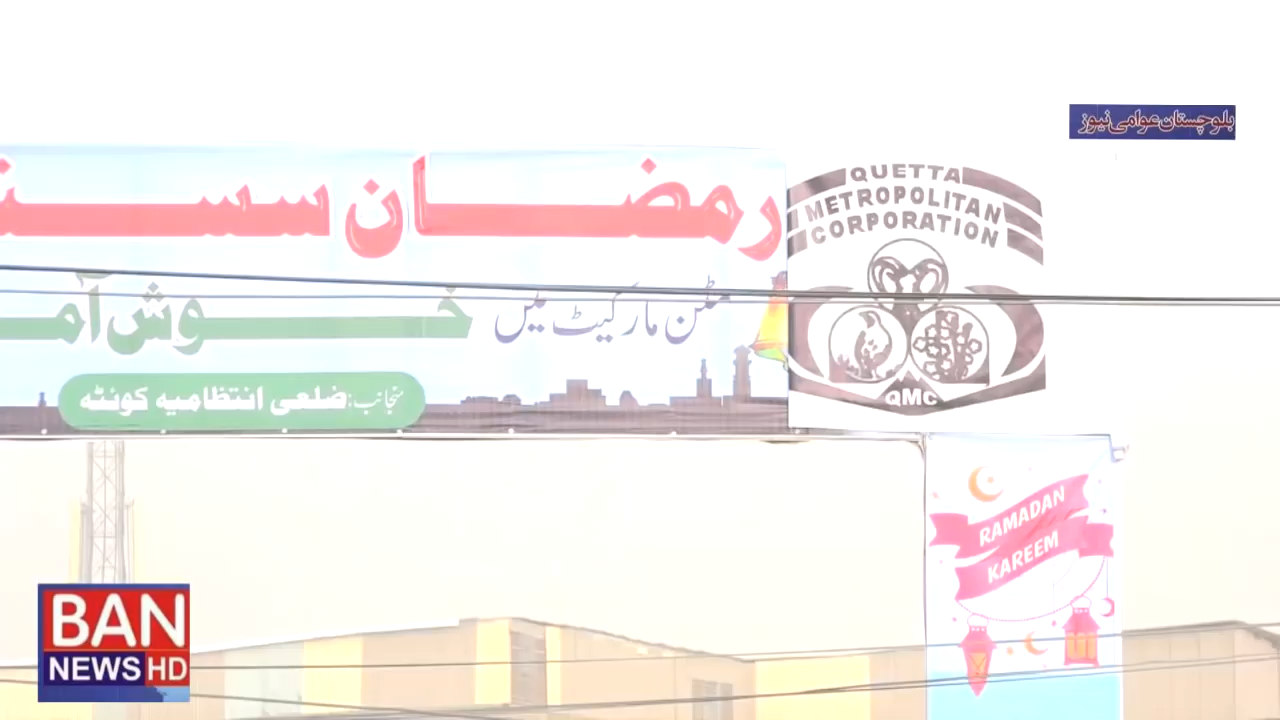 بلوچستان عوامی نیوز
رمضان سس
QUETTA
METROPOLITAN
CORPORATION
مٹن مارکیٹ میں خوش آم
منجانب: ضلعی انتظامیہ کوئٹہ
QMC
RAMADAN
KAREEM
BAN
NEWS HD